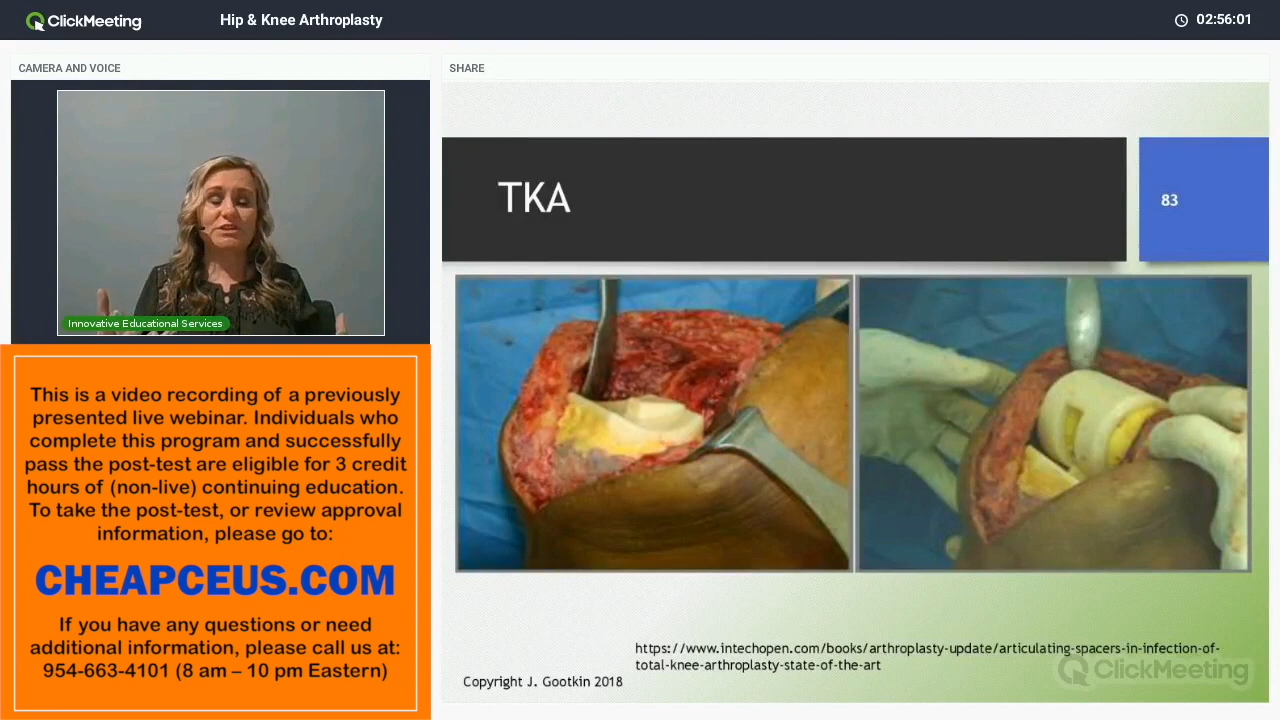 ClickMeeting
Hip & Knee Arthroplasty
02:56:01
CAMERA AND VOICE
Innovative Educational Services
This is a video recording of a previously
presented live webinar. Individuals who
complete this program and successfully
pass the post-test are eligible for 3 credit
hours of (non-live) continuing education.
To take the post-test, or review approval
information, please go to:
CHEAPCEUS.COM
If you have any questions or need
additional information, please call us at:
954-663-4101 (8 am – 10 pm Eastern)
SHARE
TKA
83
https://www.intechopen.com/books/arthroplasty-update/articulating-spacers-in-infection-of-
total-knee-arthroplasty-state-of-the-art
Copyright J. Gootkin 2018
ClickMeeting